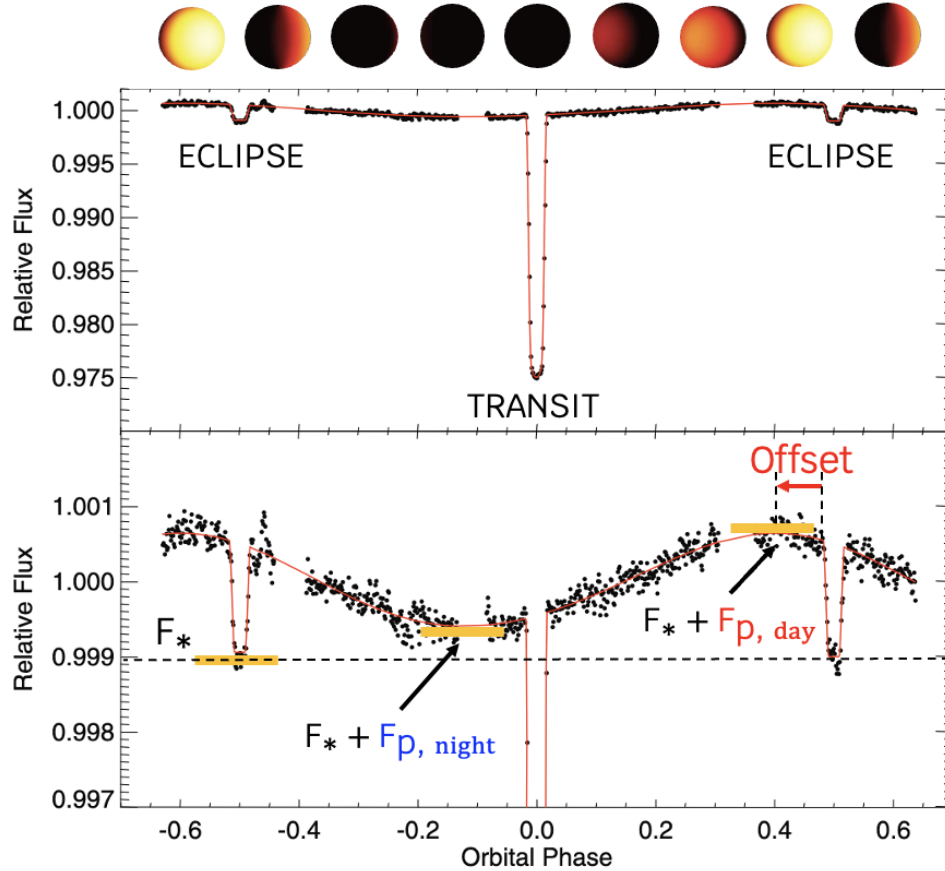 1.000
0.995
0.990
0.985
0.980
0.975
Relative Flux
ECLIPSE
ECLIPSE
TRANSIT
Offset
1.001
1.000
0.999
0.998
0.997
Relative Flux
F*
F* + Fp, day
F* + Fp, night
-0.6 -0.4 -0.2 0.0 0.2 0.4 0.6
Orbital Phase